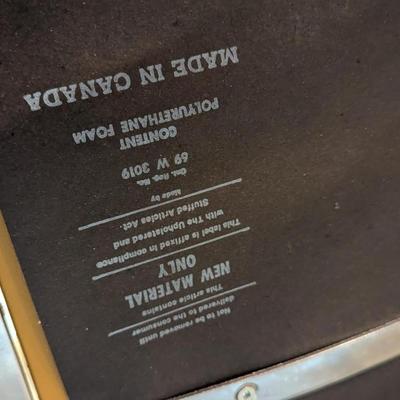 Not to be removed until
delivered to the consumer
This article contains
NEW MATERIAL
ONLY
This label is affixed in compliance
with The Upholstered and
Stuffed Articles Act.
Made by
Ont. Reg. No.
69 W 3019
CONTENT
POLYURETHANE FOAM
MADE IN CANADA